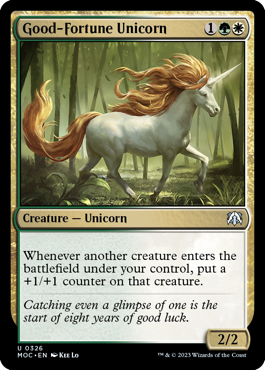 Good-Fortune Unicorn 1
Creature — Unicorn
Whenever another creature enters the
battlefield under your control, put a
+1/+1 counter on that creature.
Catching even a glimpse of one is the
start of eight years of good luck.
2/2
U 0326
MOC • EN Kee Lo ™ & © 2023 Wizards of the Coast